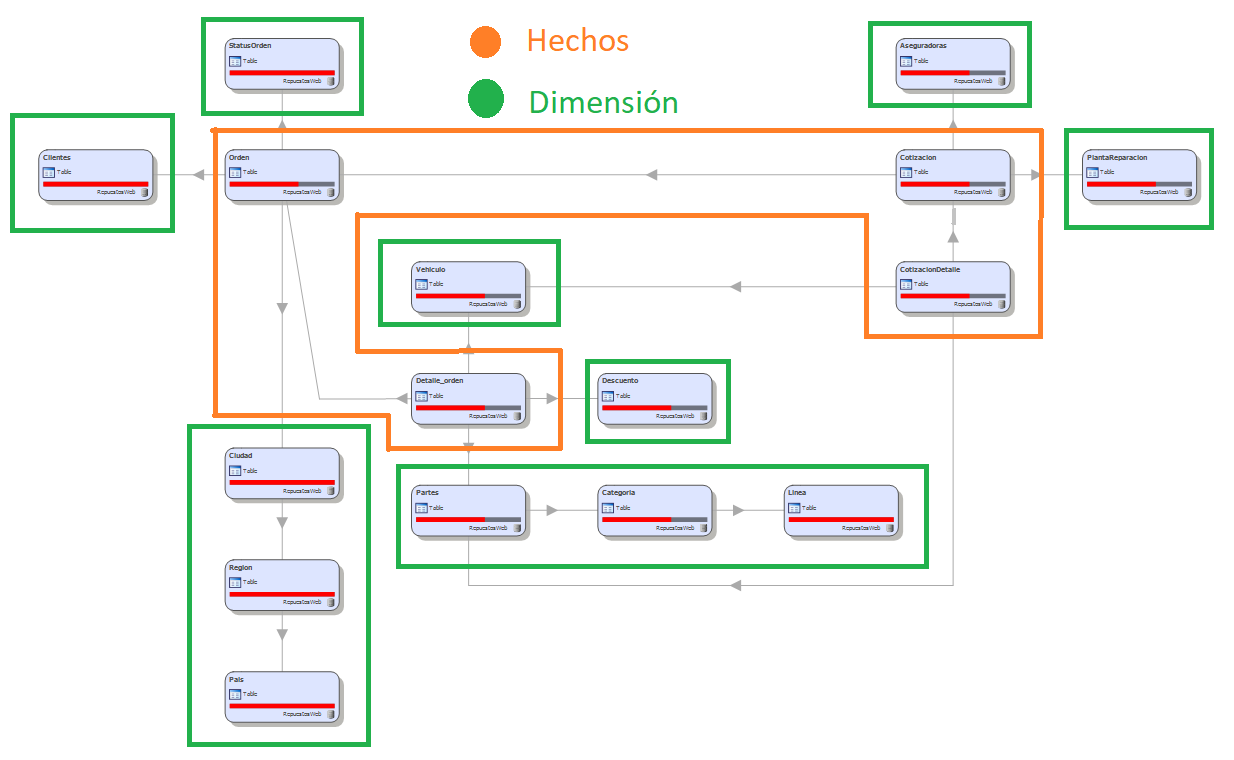 StatusOrden
Table
RepuestosWeb
Hechos
Dimensión
Aseguradoras
Table
RepuestosWeb
Clientes
Table
RepuestosWeb
Orden
Table
RepuestosWeb
Cotizacion
Table
RepuestosWeb
PlantaReparacion
Table
RepuestosWeb
Vehiculo
Table
RepuestosWeb
CotizacionDetalle
Table
RepuestosWeb
Detalle_orden
Table
RepuestosWeb
Descuento
Table
RepuestosWeb
Ciudad
Table
RepuestosWeb
Partes
Table
RepuestosWeb
Categoria
Table
RepuestosWeb
Linea
Table
RepuestosWeb
Region
Table
RepuestosWeb
Pais
Table
RepuestosWeb